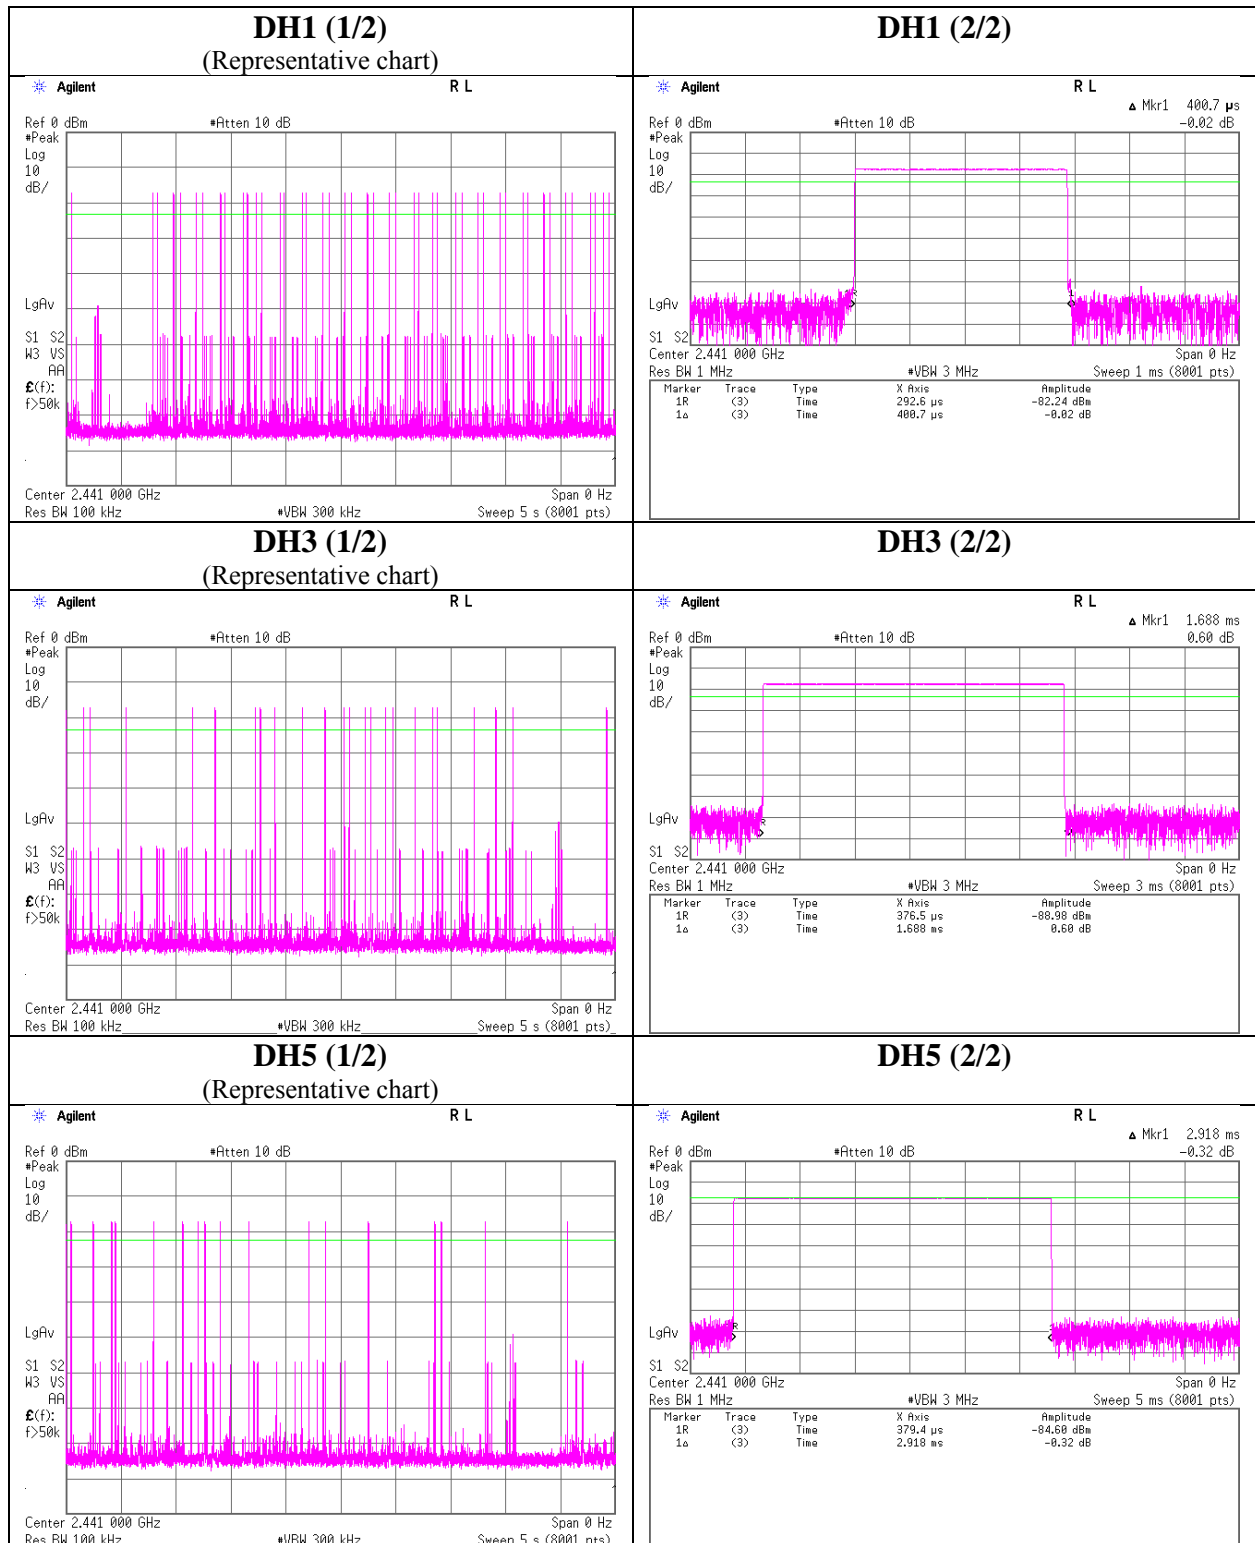 DH1 (1/2)
(Representative chart)
Agilent
R L
Ref 0 dBm
#Atten 10 dB
#Peak
Log
10
dB/
LgAv
S1 S2
W3 VS
AA
£(f):
f>50k
Center 2.441 000 GHz
Span 0 Hz
Res BW 100 kHz
#VBW 300 kHz
Sweep 5 s (8001 pts)
DH1 (2/2)
Agilent
R L
Δ Mkr1 400.7 µs
Ref 0 dBm
#Atten 10 dB
-0.02 dB
#Peak
Log
10
dB/
LgAv
S1 S2
Center 2.441 000 GHz
Span 0 Hz
Res BW 1 MHz
#VBW 3 MHz
Sweep 1 ms (8001 pts)
Marker Trace Type X Axis Amplitude
1R (3) Time 292.6 µs -82.24 dBm
1Δ (3) Time 400.7 µs -0.02 dB
DH3 (1/2)
(Representative chart)
Agilent
R L
Ref 0 dBm
#Atten 10 dB
#Peak
Log
10
dB/
LgAv
S1 S2
W3 VS
AA
£(f):
f>50k
Center 2.441 000 GHz
Span 0 Hz
Res BW 100 kHz
#VBW 300 kHz
Sweep 5 s (8001 pts)
DH3 (2/2)
Agilent
R L
Δ Mkr1 1.688 ms
Ref 0 dBm
#Atten 10 dB
0.60 dB
#Peak
Log
10
dB/
LgAv
R
S1 S2
Center 2.441 000 GHz
Span 0 Hz
Res BW 1 MHz
#VBW 3 MHz
Sweep 3 ms (8001 pts)
Marker Trace Type X Axis Amplitude
1R (3) Time 376.5 µs -88.98 dBm
1Δ (3) Time 1.688 ms 0.60 dB
DH5 (1/2)
(Representative chart)
Agilent
R L
Ref 0 dBm
#Atten 10 dB
#Peak
Log
10
dB/
LgAv
S1 S2
W3 VS
AA
£(f):
f>50k
Center 2.441 000 GHz
Span 0 Hz
Res BW 100 kHz
#VBW 300 kHz
Sweep 5 s (8001 pts)
DH5 (2/2)
Agilent
R L
Δ Mkr1 2.918 ms
Ref 0 dBm
#Atten 10 dB
-0.32 dB
#Peak
Log
10
dB/
LgAv
R
S1 S2
Center 2.441 000 GHz
Span 0 Hz
Res BW 1 MHz
#VBW 3 MHz
Sweep 5 ms (8001 pts)
Marker Trace Type X Axis Amplitude
1R (3) Time 379.4 µs -84.60 dBm
1Δ (3) Time 2.918 ms -0.32 dB